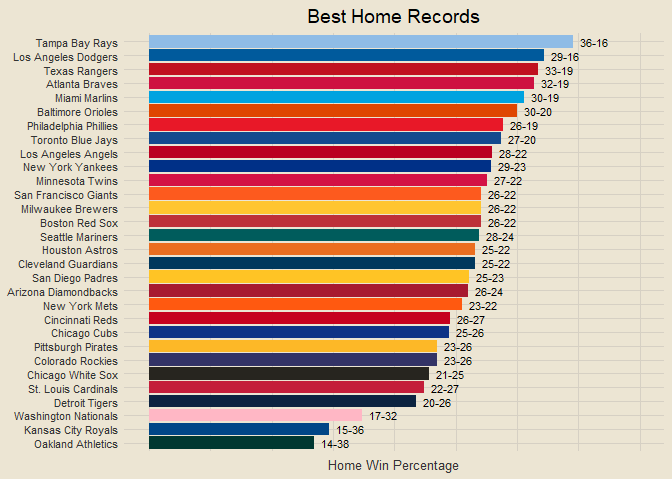 Best Home Records
Tampa Bay Rays 36-16
Los Angeles Dodgers 29-16
Texas Rangers 33-19
Atlanta Braves 32-19
Miami Marlins 30-19
Baltimore Orioles 30-20
Philadelphia Phillies 26-19
Toronto Blue Jays 27-20
Los Angeles Angels 28-22
New York Yankees 29-23
Minnesota Twins 27-22
San Francisco Giants 26-22
Milwaukee Brewers 26-22
Boston Red Sox 26-22
Seattle Mariners 28-24
Houston Astros 25-22
Cleveland Guardians 25-22
San Diego Padres 25-23
Arizona Diamondbacks 26-24
New York Mets 23-22
Cincinnati Reds 26-27
Chicago Cubs 25-26
Pittsburgh Pirates 23-26
Colorado Rockies 23-26
Chicago White Sox 21-25
St. Louis Cardinals 22-27
Detroit Tigers 20-26
Washington Nationals 17-32
Kansas City Royals 15-36
Oakland Athletics 14-38
Home Win Percentage